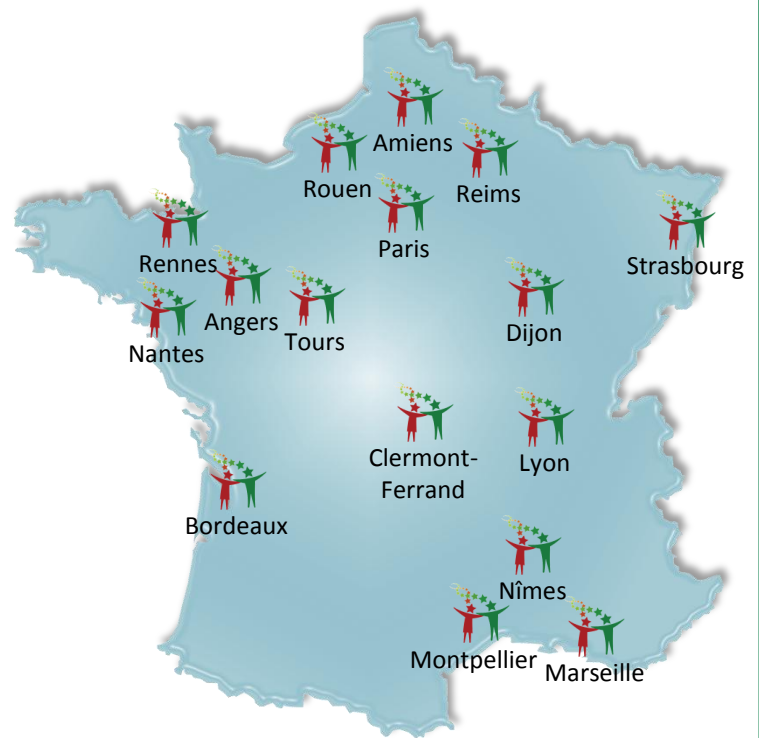 Amiens
Rouen
Reims
Paris
Rennes
Strasbourg
Angers
Tours
Dijon
Nantes
Clermont-
Ferrand
Lyon
Bordeaux
Nîmes
Montpellier
Marseille